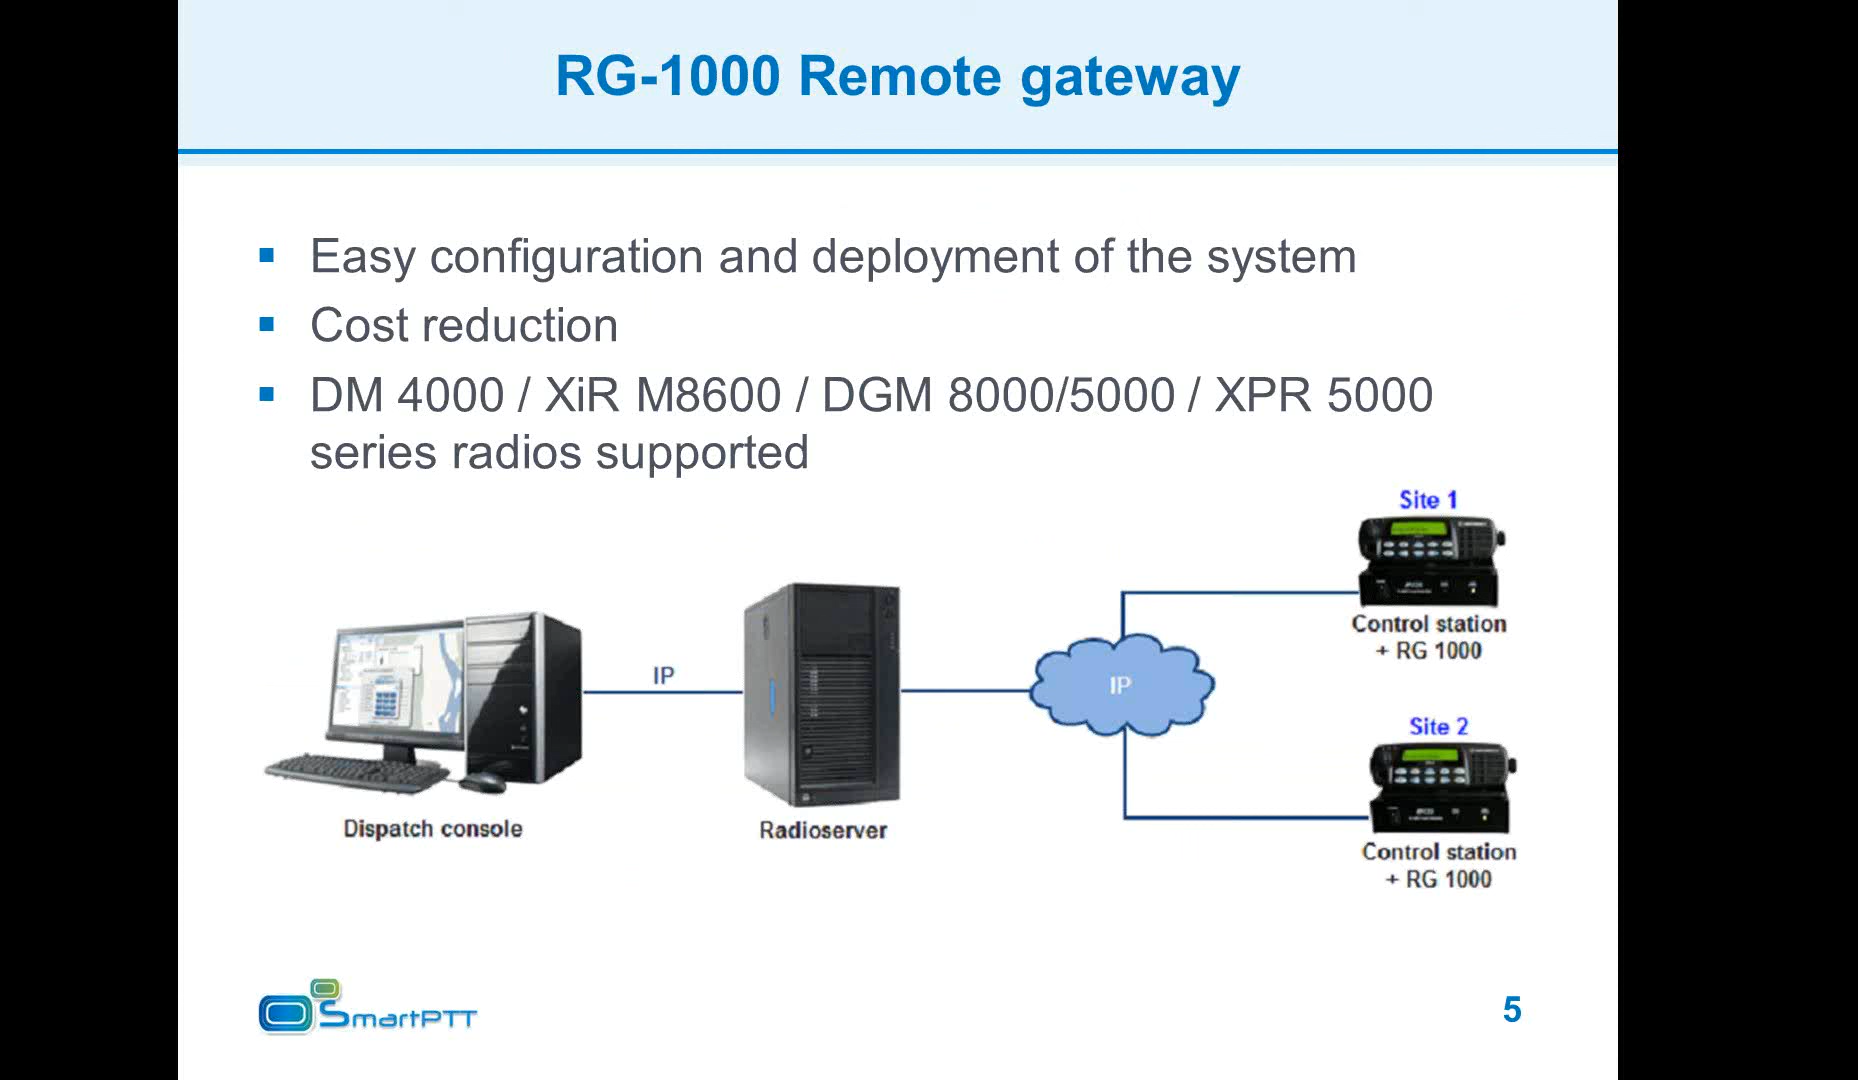 RG-1000 Remote gateway
Easy configuration and deployment of the system
Cost reduction
DM 4000 / XiR M8600 / DGM 8000/5000 / XPR 5000
series radios supported
Site 1
Control station
+ RG 1000
IP
IP
Site 2
Control station
+ RG 1000
Dispatch console
Radioserver
SmartPTT
5